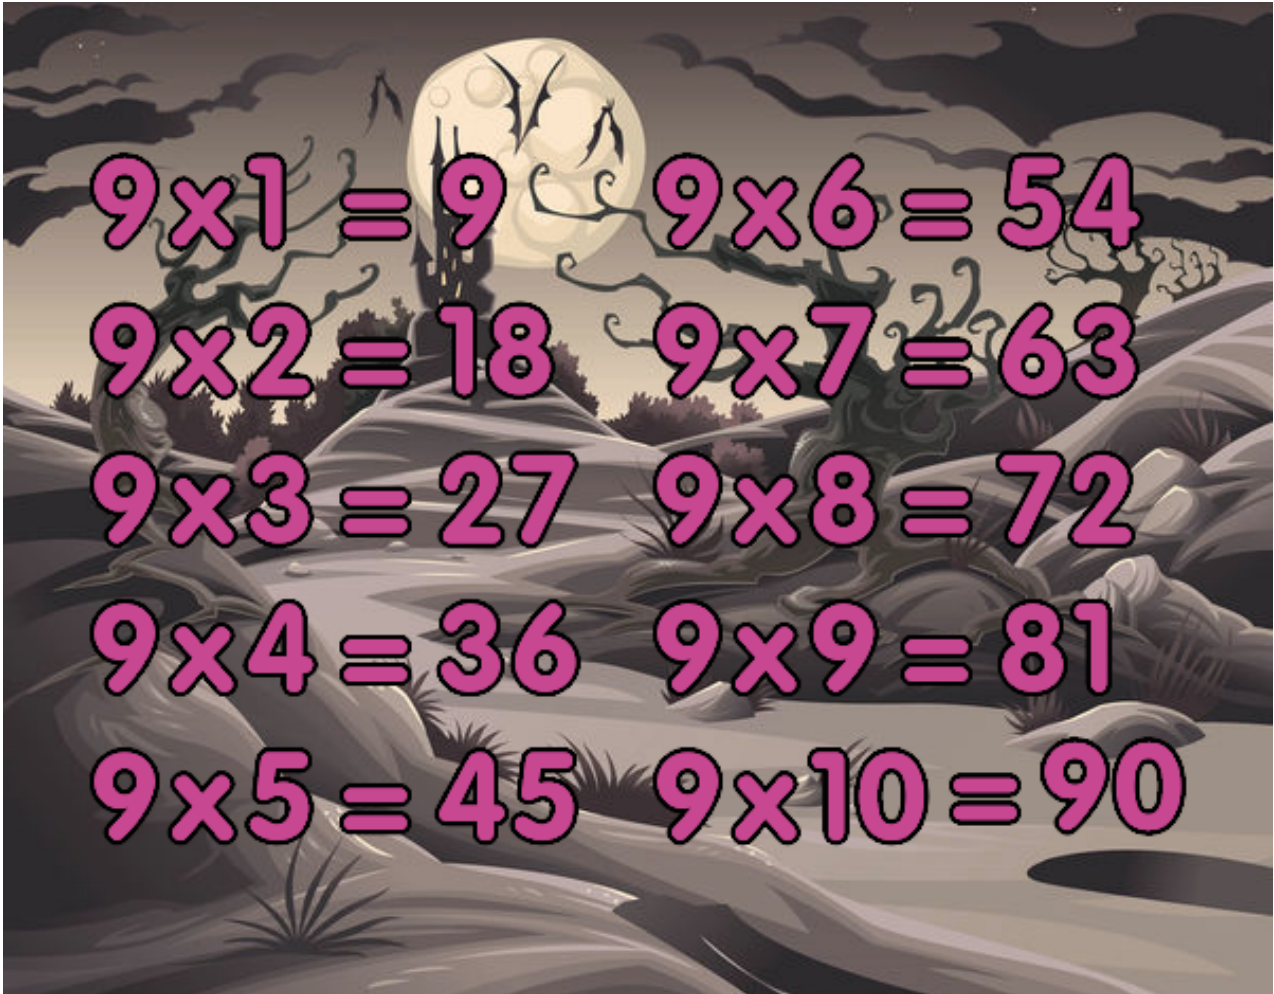 9x1 = 9
9x2 = 18
9x3 = 27
9x4 = 36
9x5 = 45
9x6 = 54
9x7 = 63
9x8 = 72
9x9 = 81
9x10 = 90